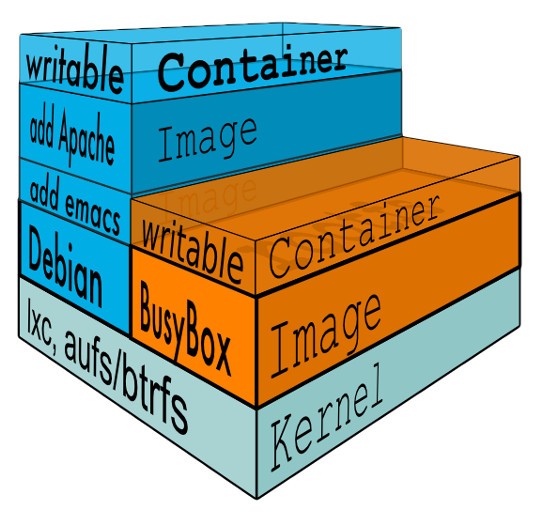 writable Container
add Apache Image
add emacs Image
writable Container
Debian
BusyBox Image
lxc, aufs/btrfs Kernel